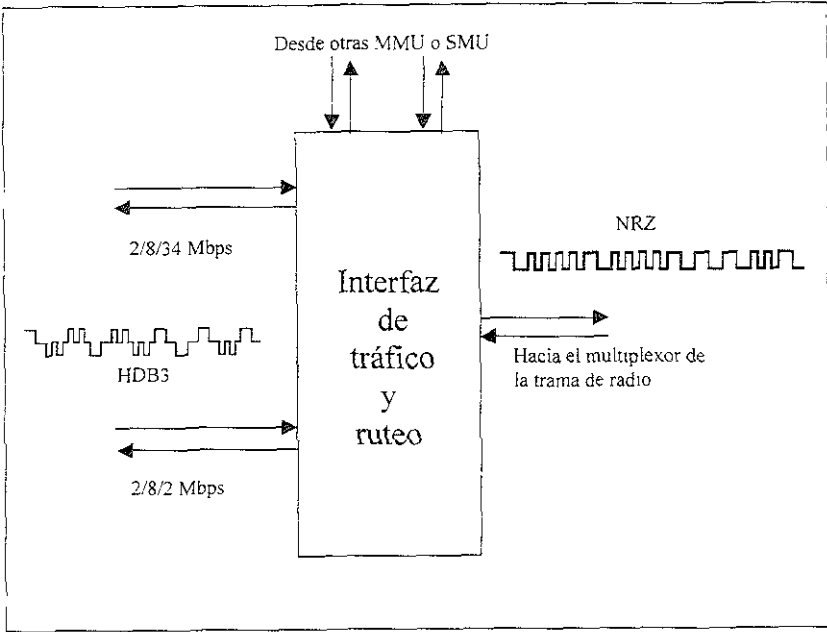 Desde otras MMU o SMU
NRZ
2/8/34 Mbps
Interfaz
de
tráfico
y
ruteo
HDB3
Hacia el multiplexor de
la trama de radio
2/8/2 Mbps